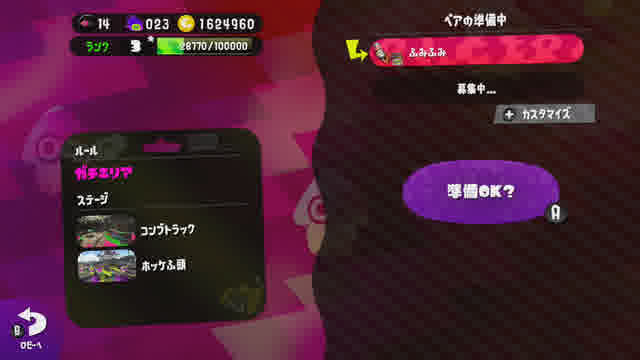 14 023 1624960
ランク 3 * 28770/100000
ペアの準備中
ふみふみ
募集中...
+ カスタマイズ
ルール
ガチホコリア
ステージ
コンブトラック
ホッケふ頭
準備OK?
A
B
ロビーへ